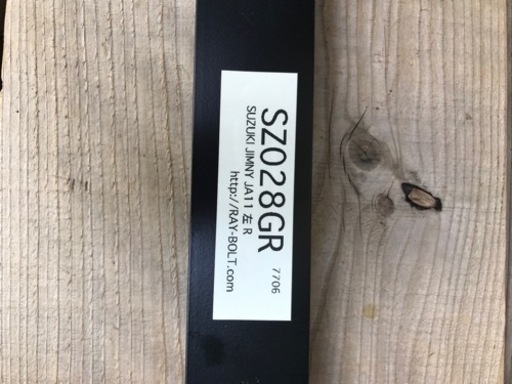 SZ028GR 7706
SUZUKI JIMNY JA11 左 R
http://RAY-BOLT.com